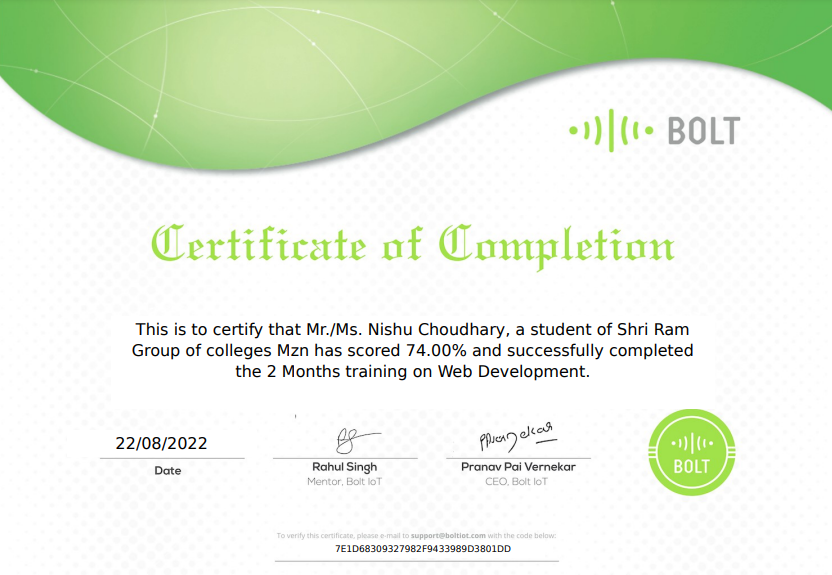 BOLT
Certificate of Completion
This is to certify that Mr./Ms. Nishu Choudhary, a student of Shri Ram
Group of colleges Mzn has scored 74.00% and successfully completed
the 2 Months training on Web Development.
22/08/2022
Date
Rahul Singh
Mentor, Bolt IoT
PPvernekar
Pranav Pai Vernekar
CEO, Bolt IoT
BOLT
To verify this certificate, please e-mail to support@boltiot.com with the code below:
7E1D68309327982F9433989D3801DD